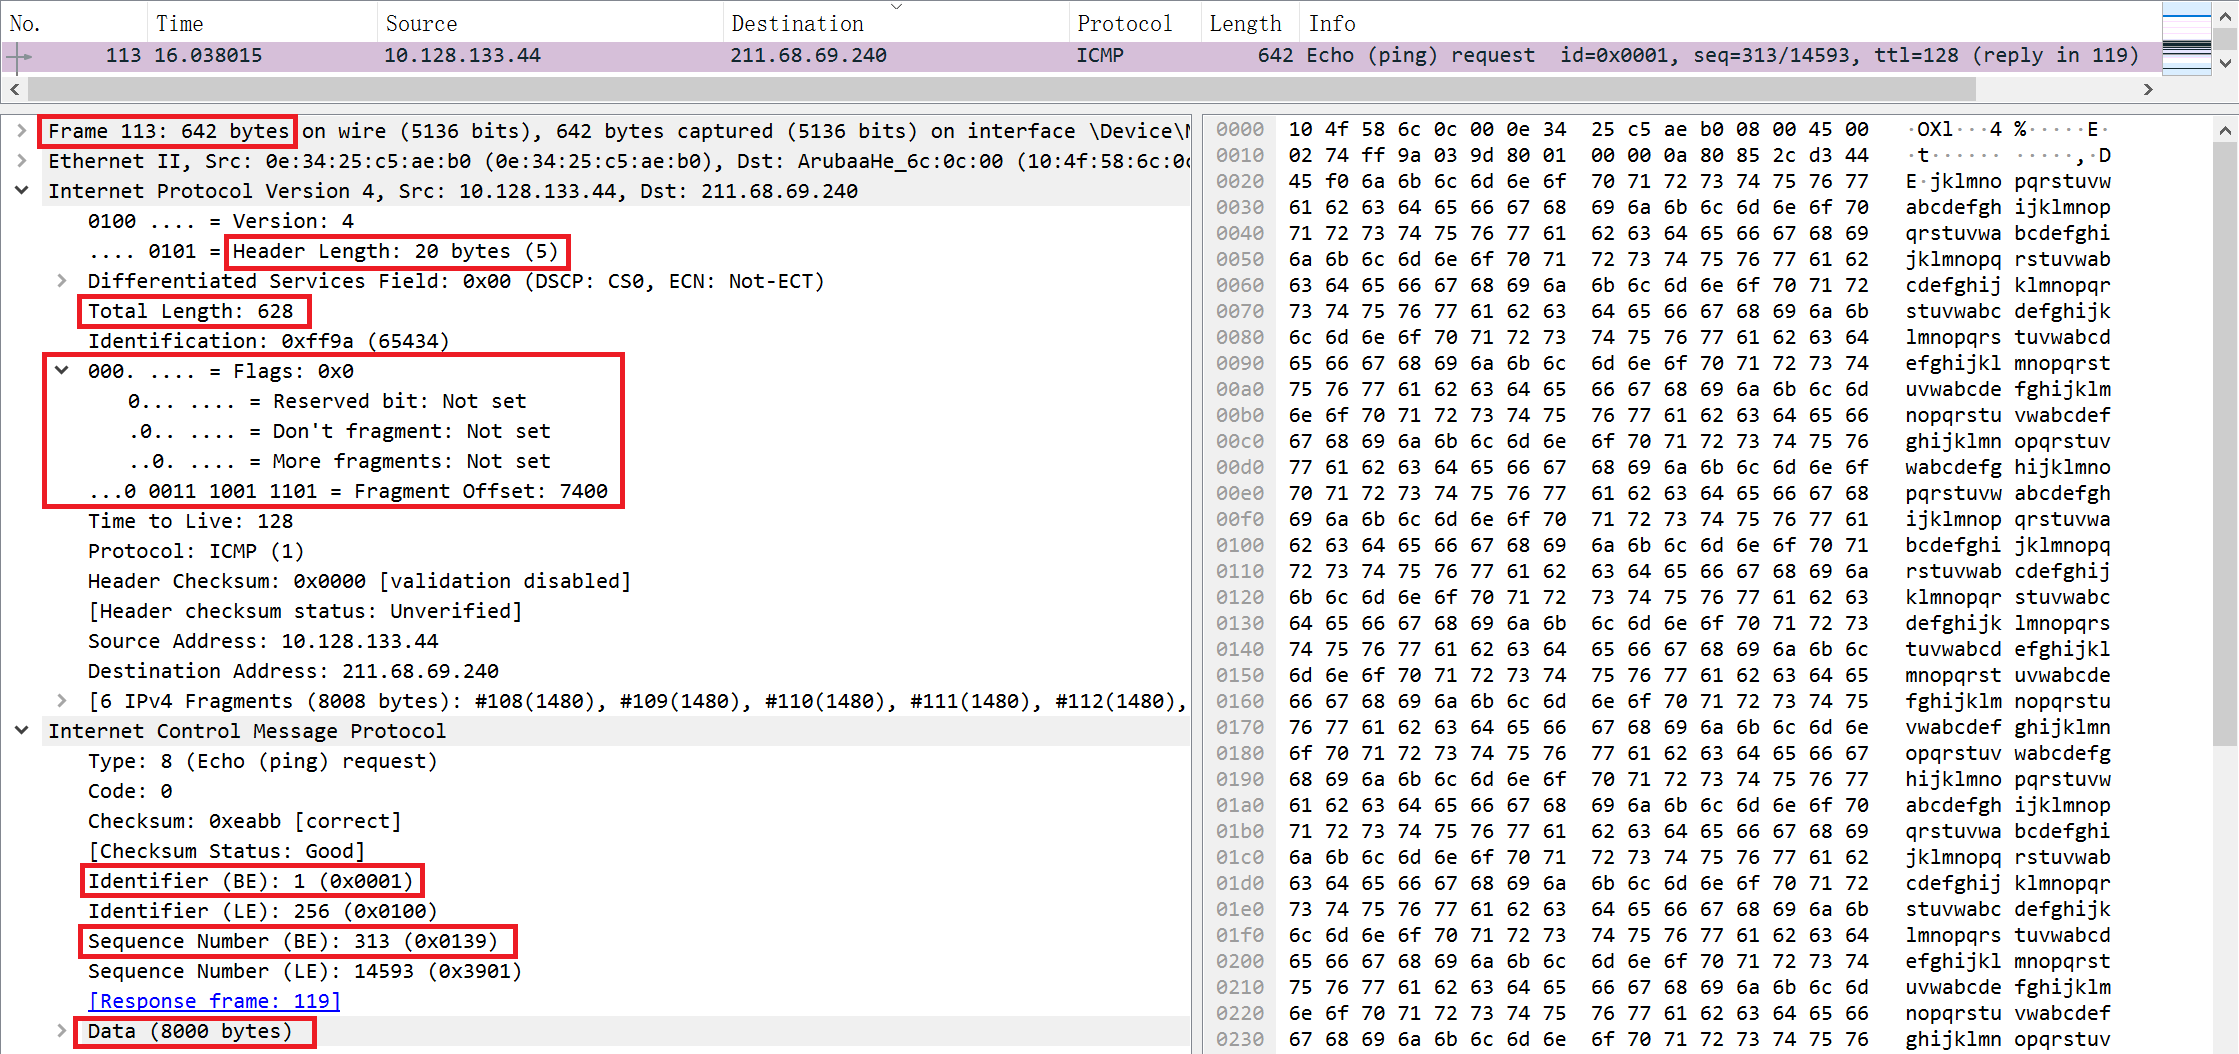 No. Time Source Destination Protocol Length Info
113 16.038015 10.128.133.44 211.68.69.240 ICMP 642 Echo (ping) request id=0x0001, seq=313/14593, ttl=128 (reply in 119)
Frame 113: 642 bytes on wire (5136 bits), 642 bytes captured (5136 bits) on interface \Device\
Ethernet II, Src: 0e:34:25:c5:ae:b0 (0e:34:25:c5:ae:b0), Dst: ArubaaHe_6c:0c:00 (10:4f:58:6c:0
Internet Protocol Version 4, Src: 10.128.133.44, Dst: 211.68.69.240
0100 .... = Version: 4
.... 0101 = Header Length: 20 bytes (5)
Differentiated Services Field: 0x00 (DSCP: CS0, ECN: Not-ECT)
Total Length: 628
Identification: 0xff9a (65434)
000. .... = Flags: 0x0
0... .... = Reserved bit: Not set
.0.. .... = Don't fragment: Not set
..0. .... = More fragments: Not set
...0 0011 1001 1101 = Fragment Offset: 7400
Time to Live: 128
Protocol: ICMP (1)
Header Checksum: 0x0000 [validation disabled]
[Header checksum status: Unverified]
Source Address: 10.128.133.44
Destination Address: 211.68.69.240
[6 IPv4 Fragments (8008 bytes): #108(1480), #109(1480), #110(1480), #111(1480), #112(1480),
Internet Control Message Protocol
Type: 8 (Echo (ping) request)
Code: 0
Checksum: 0xeabb [correct]
[Checksum Status: Good]
Identifier (BE): 1 (0x0001)
Identifier (LE): 256 (0x0100)
Sequence Number (BE): 313 (0x0139)
Sequence Number (LE): 14593 (0x3901)
[Response frame: 119]
Data (8000 bytes)
0000 10 4f 58 6c 0c 00 0e 34 25 c5 ae b0 08 00 45 00 ·OXl···4 %·····E·
0010 02 74 ff 9a 03 9d 80 01 00 00 0a 80 85 2c d3 44 ·t······ ·····,·D
0020 45 f0 6a 6b 6c 6d 6e 6f 70 71 72 73 74 75 76 77 E·jklmno pqrstuvw
0030 61 62 63 64 65 66 67 68 69 6a 6b 6c 6d 6e 6f 70 abcdefgh ijklmnop
0040 71 72 73 74 75 76 77 61 62 63 64 65 66 67 68 69 qrstuvwa bcdefghi
0050 6a 6b 6c 6d 6e 6f 70 71 72 73 74 75 76 77 61 62 jklmnopq rstuvwab
0060 63 64 65 66 67 68 69 6a 6b 6c 6d 6e 6f 70 71 72 cdefghij klmnopqr
0070 73 74 75 76 77 61 62 63 64 65 66 67 68 69 6a 6b stuvwabc defghijk
0080 6c 6d 6e 6f 70 71 72 73 74 75 76 77 61 62 63 64 lmnopqrs tuvwabcd
0090 65 66 67 68 69 6a 6b 6c 6d 6e 6f 70 71 72 73 74 efghijkl mnopqrst
00a0 75 76 77 61 62 63 64 65 66 67 68 69 6a 6b 6c 6d uvwabcde fghijklm
00b0 6e 6f 70 71 72 73 74 75 76 77 61 62 63 64 65 66 nopqrstu vwabcdef
00c0 67 68 69 6a 6b 6c 6d 6e 6f 70 71 72 73 74 75 76 ghijklmn opqrstuv
00d0 77 61 62 63 64 65 66 67 68 69 6a 6b 6c 6d 6e 6f wabcdefg hijklmno
00e0 70 71 72 73 74 75 76 77 61 62 63 64 65 66 67 68 pqrstuvw abcdefgh
00f0 69 6a 6b 6c 6d 6e 6f 70 71 72 73 74 75 76 77 61 ijklmnop qrstuvwa
0100 62 63 64 65 66 67 68 69 6a 6b 6c 6d 6e 6f 70 71 bcdefghi jklmnopq
0110 72 73 74 75 76 77 61 62 63 64 65 66 67 68 69 6a rstuvwab cdefghij
0120 6b 6c 6d 6e 6f 70 71 72 73 74 75 76 77 61 62 63 klmnopqr stuvwabc
0130 64 65 66 67 68 69 6a 6b 6c 6d 6e 6f 70 71 72 73 defghijk lmnopqrs
0140 74 75 76 77 61 62 63 64 65 66 67 68 69 6a 6b 6c tuvwabcd efghijkl
0150 6d 6e 6f 70 71 72 73 74 75 76 77 61 62 63 64 65 mnopqrst uvwabcde
0160 66 67 68 69 6a 6b 6c 6d 6e 6f 70 71 72 73 74 75 fghijklm nopqrstu
0170 76 77 61 62 63 64 65 66 67 68 69 6a 6b 6c 6d 6e vwabcdef ghijklmn
0180 6f 70 71 72 73 74 75 76 77 61 62 63 64 65 66 67 opqrstuv wabcdefg
0190 68 69 6a 6b 6c 6d 6e 6f 70 71 72 73 74 75 76 77 hijklmno pqrstuvw
01a0 61 62 63 64 65 66 67 68 69 6a 6b 6c 6d 6e 6f 70 abcdefgh ijklmnop
01b0 71 72 73 74 75 76 77 61 62 63 64 65 66 67 68 69 qrstuvwa bcdefghi
01c0 6a 6b 6c 6d 6e 6f 70 71 72 73 74 75 76 77 61 62 jklmnopq rstuvwab
01d0 63 64 65 66 67 68 69 6a 6b 6c 6d 6e 6f 70 71 72 cdefghij klmnopqr
01e0 73 74 75 76 77 61 62 63 64 65 66 67 68 69 6a 6b stuvwabc defghijk
01f0 6c 6d 6e 6f 70 71 72 73 74 75 76 77 61 62 63 64 lmnopqrs tuvwabcd
0200 65 66 67 68 69 6a 6b 6c 6d 6e 6f 70 71 72 73 74 efghijkl mnopqrst
0210 75 76 77 61 62 63 64 65 66 67 68 69 6a 6b 6c 6d uvwabcde fghijklm
0220 6e 6f 70 71 72 73 74 75 76 77 61 62 63 64 65 66 nopqrstu vwabcdef
0230 67 68 69 6a 6b 6c 6d 6e 6f 70 71 72 73 74 75 76 ghijklmn opqrstuv